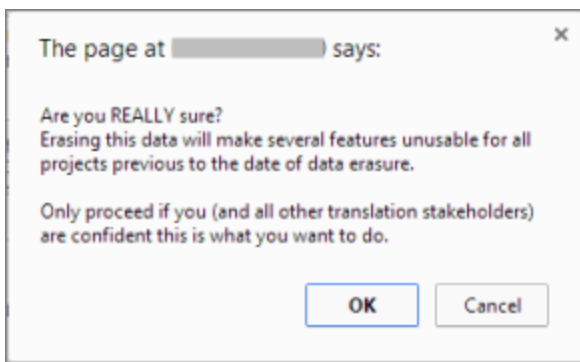 The page at says:
Are you REALLY sure?
Erasing this data will make several features unusable for all
projects previous to the date of data erasure.
Only proceed if you (and all other translation stakeholders)
are confident this is what you want to do.
OK Cancel